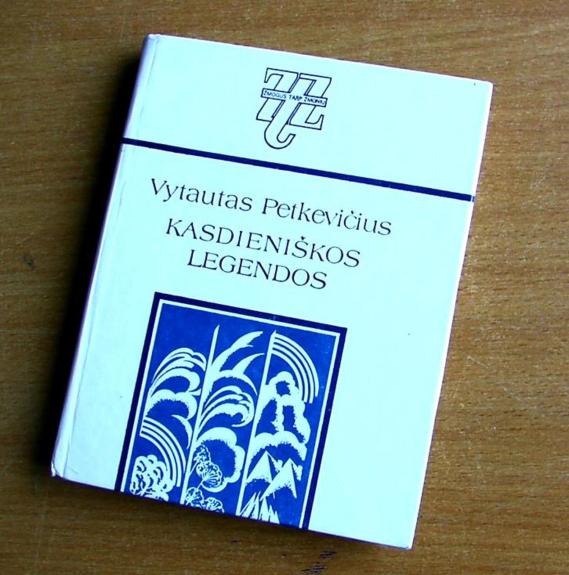 ŽMOGUS TARP ŽMONIŲ
Vytautas Petkevičius
KASDIENIŠKOS
LEGENDOS